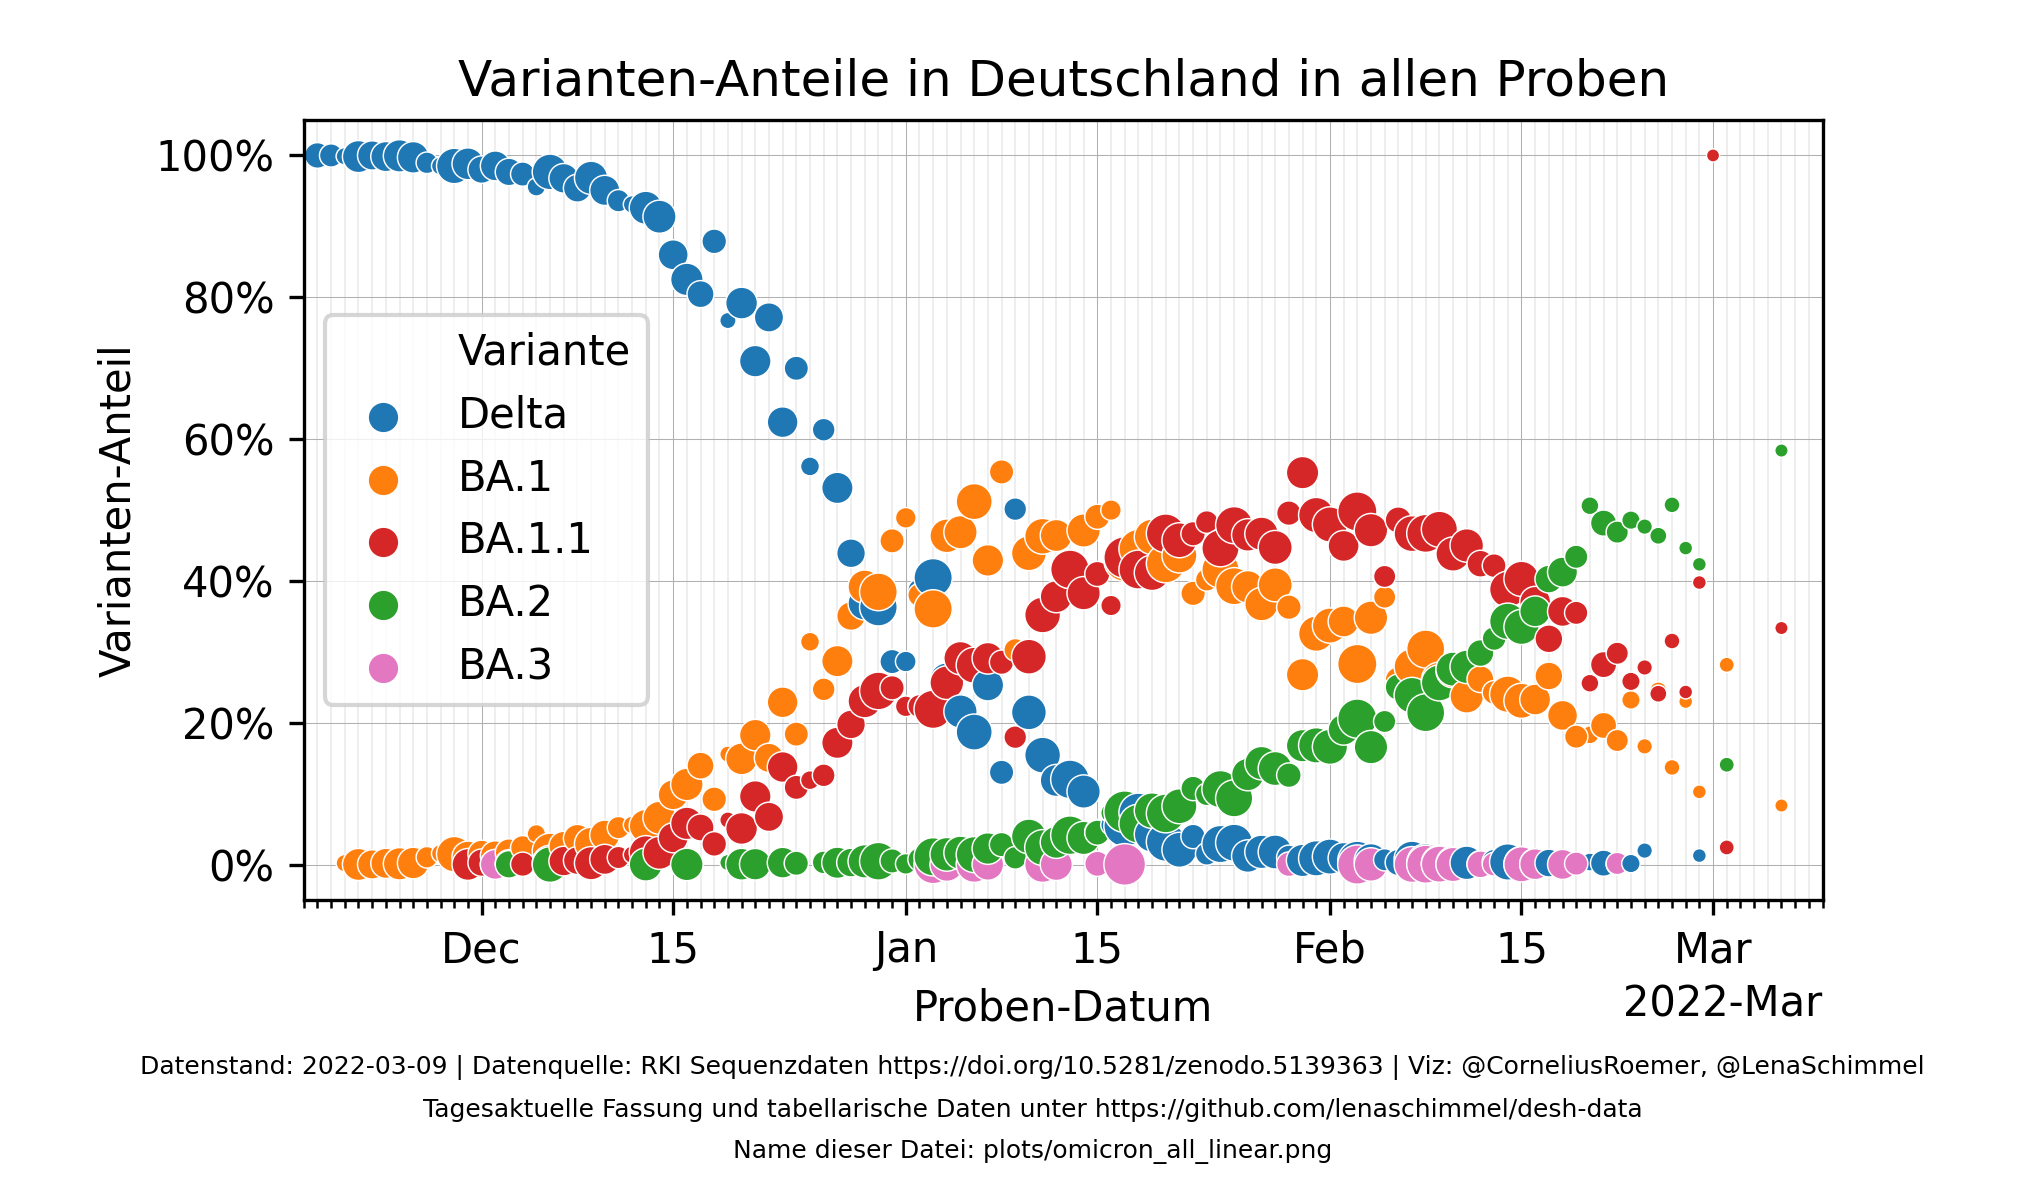 Varianten-Anteile in Deutschland in allen Proben
Varianten-Anteil
100%
80%
60%
40%
20%
0%
Variante
Delta
BA.1
BA.1.1
BA.2
BA.3
Dec 15 Jan 15 Feb 15 Mar
2022-Mar
Proben-Datum
Datenstand: 2022-03-09 | Datenquelle: RKI Sequenzdaten https://doi.org/10.5281/zenodo.5139363 | Viz: @CorneliusRoemer, @LenaSchimmel
Tagesaktuelle Fassung und tabellarische Daten unter https://github.com/lenaschimmel/desh-data
Name dieser Datei: plots/omicron_all_linear.png